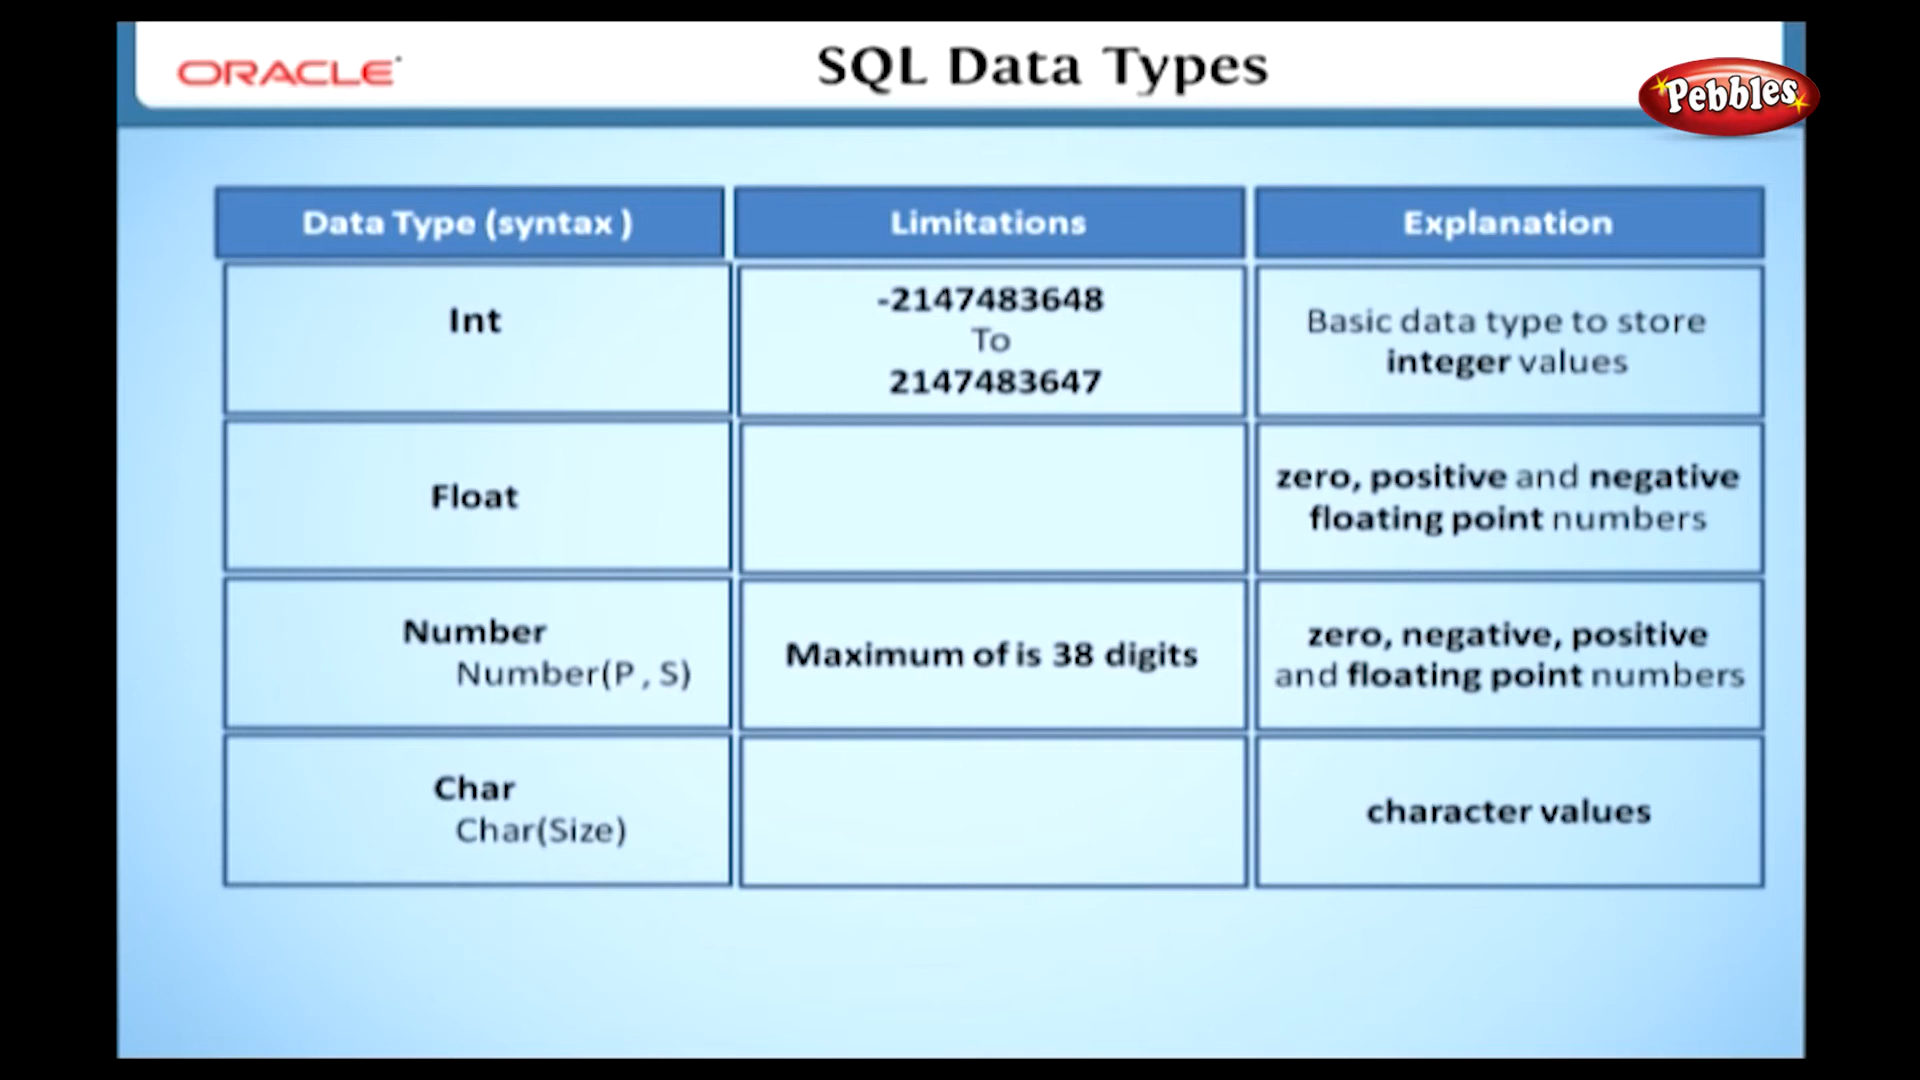 ORACLE
SQL Data Types
Pebbles
Data Type (syntax )
Limitations
Explanation
Int
-2147483648
To
2147483647
Basic data type to store
integer values
Float
zero, positive and negative
floating point numbers
Number
Number(P , S)
Maximum of is 38 digits
zero, negative, positive
and floating point numbers
Char
Char(Size)
character values